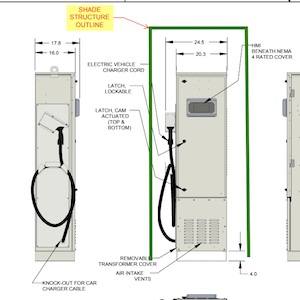 SHADE
STRUCTURE
OUTLINE
17.8
16.0
24.5
20.3
ELECTRIC VEHICLE
CHARGER CORD
HMI
BENEATH NEMA
4 RATED COVER
LATCH,
LOCKABLE
LATCH, CAM
ACTUATED
(TOP &
BOTTOM)
REMOVABLE
TRANSFORMER COVER
AIR INTAKE
VENTS
KNOCK-OUT FOR CAR
CHARGER CABLE
4.0